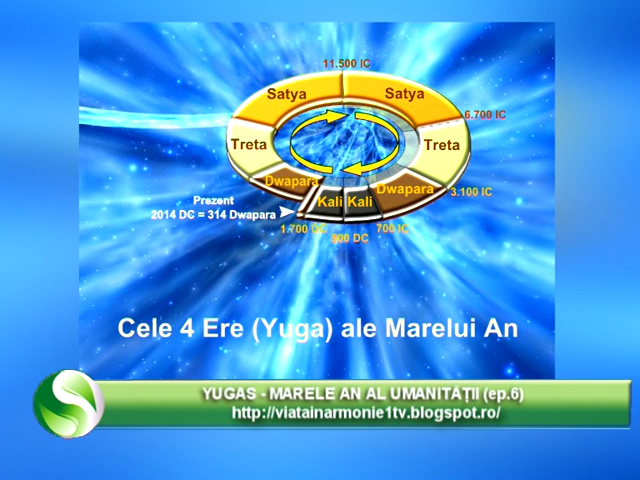 11.500 IC
Satya
Satya
6.700 IC
Treta
Treta
Dwapara
Dwapara
3.100 IC
Kali
Kali
Prezent
2014 DC = 314 Dwapara
1.700 DC
500 DC
700 IC
Cele 4 Ere (Yuga) ale Marelui An
YUGAS - MARELE AN AL UMANITĂȚII (ep.6)
http://viatainarmonie1tv.blogspot.ro/